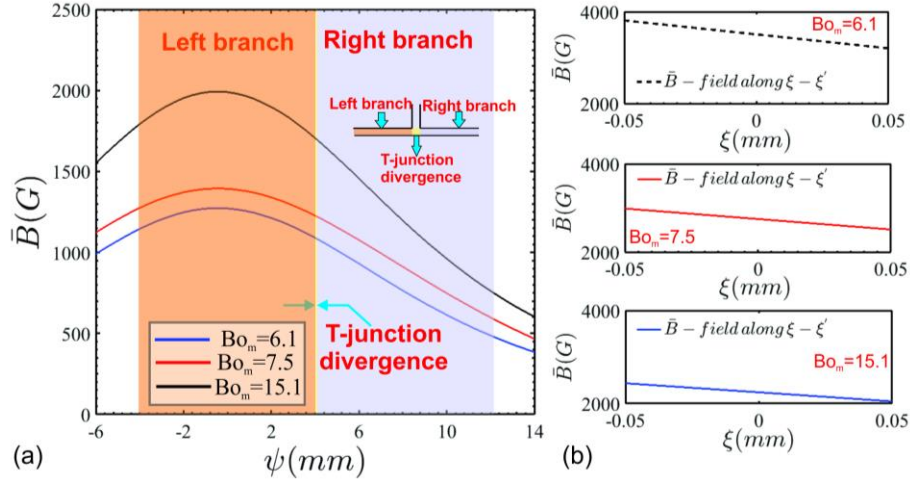 Left branch
Right branch
2500
2000
1500
1000
500
0
B̄(G)
Left branch
Right branch
T-junction
divergence
T-junction
divergence
Boₘ=6.1
Boₘ=7.5
Boₘ=15.1
-6
-2
2
6
10
14
ψ(mm)
(a)
4000
2000
B̄(G)
Boₘ=6.1
B̄ − field along ξ − ξ′
-0.05
0
0.05
ξ(mm)
4000
2000
B̄(G)
B̄ − field along ξ − ξ′
Boₘ=7.5
-0.05
0
0.05
ξ(mm)
4000
2000
B̄(G)
B̄ − field along ξ − ξ′
Boₘ=15.1
-0.05
0
0.05
ξ(mm)
(b)